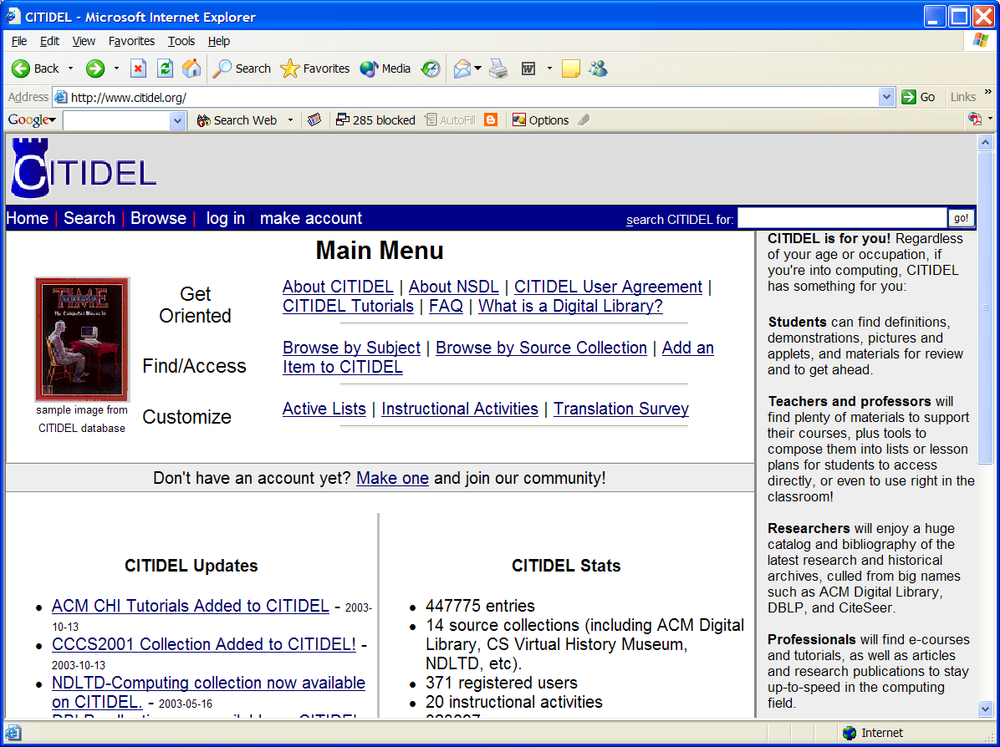 CITIDEL - Microsoft Internet Explorer
File Edit View Favorites Tools Help
Back Search Favorites Media
Address http://www.citidel.org/ Go Links »
Google Search Web 285 blocked AutoFill Options
CITIDEL
Home | Search | Browse | log in | make account search CITIDEL for: go!
Main Menu
TIME
The Computer Moves In
sample image from
CITIDEL database
Get
Oriented
About CITIDEL | About NSDL | CITIDEL User Agreement |
CITIDEL Tutorials | FAQ | What is a Digital Library?
Find/Access
Browse by Subject | Browse by Source Collection | Add an
Item to CITIDEL
Customize
Active Lists | Instructional Activities | Translation Survey
Don't have an account yet? Make one and join our community!
CITIDEL Updates
ACM CHI Tutorials Added to CITIDEL - 2003-
10-13
CCCS2001 Collection Added to CITIDEL! -
2003-10-13
NDLTD-Computing collection now available
on CITIDEL. - 2003-05-16
CITIDEL Stats
447775 entries
14 source collections (including ACM Digital
Library, CS Virtual History Museum,
NDLTD, etc).
371 registered users
20 instructional activities
CITIDEL is for you! Regardless
of your age or occupation, if
you're into computing, CITIDEL
has something for you:
Students can find definitions,
demonstrations, pictures and
applets, and materials for review
and to get ahead.
Teachers and professors will
find plenty of materials to support
their courses, plus tools to
compose them into lists or lesson
plans for students to access
directly, or even to use right in the
classroom!
Researchers will enjoy a huge
catalog and bibliography of the
latest research and historical
archives, culled from big names
such as ACM Digital Library,
DBLP, and CiteSeer.
Professionals will find e-courses
and tutorials, as well as articles
and research publications to stay
up-to-speed in the computing
field.
Internet